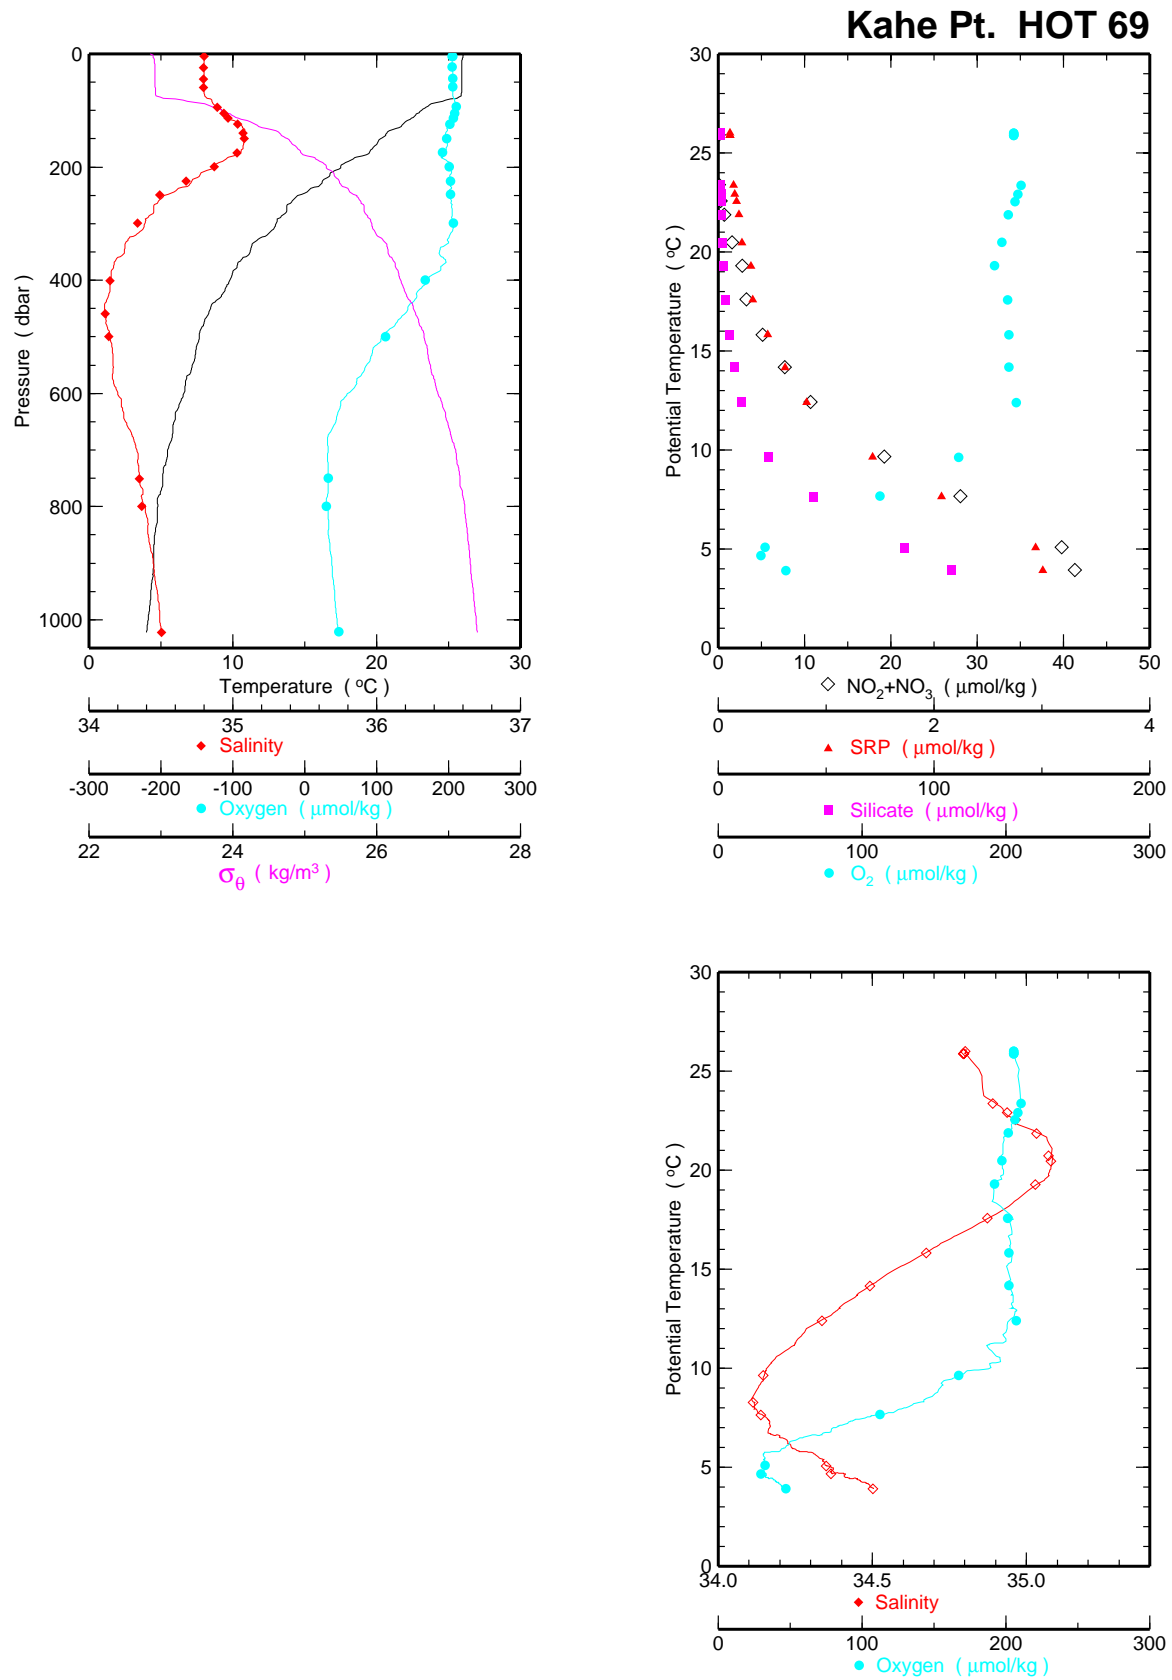 Kahe Pt. HOT 69
0
200
400
600
800
1000
Pressure ( dbar )
0 10 20 30
Temperature ( °C )
34 35 36 37
Salinity
-300 -200 -100 0 100 200 300
Oxygen ( μmol/kg )
22 24 26 28
σθ ( kg/m³ )
30
25
20
15
10
5
0
Potential Temperature ( °C )
0 10 20 30 40 50
NO₂+NO₃ ( μmol/kg )
0 2 4
SRP ( μmol/kg )
0 100 200
Silicate ( μmol/kg )
0 100 200 300
O₂ ( μmol/kg )
30
25
20
15
10
5
0
Potential Temperature ( °C )
34.0 34.5 35.0
Salinity
0 100 200 300
Oxygen ( μmol/kg )